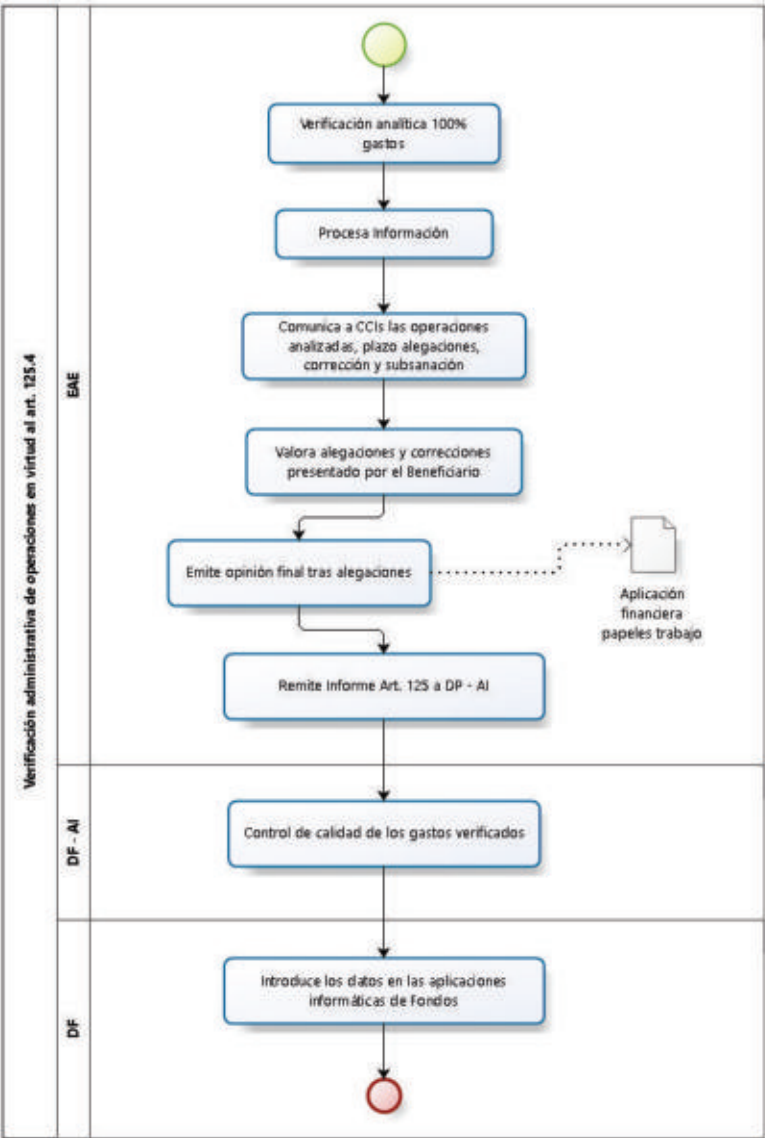 Verificación administrativa de operaciones en virtud al art. 125.4
EAE
Verificación analítica 100%
gastos
Procesa Información
Comunica a CCIs las operaciones
analizadas, plazo alegaciones,
corrección y subsanación
Valora alegaciones y correcciones
presentado por el Beneficiario
Emite opinión final tras alegaciones
Aplicación
financiera
papeles trabajo
Remite Informe Art. 125 a DP - AI
DF - AI
Control de calidad de los gastos verificados
DF
Introduce los datos en las aplicaciones
informáticas de Fondos